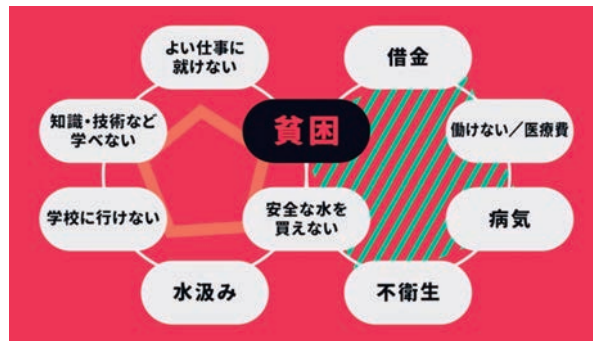 よい仕事に
就けない
借金
知識・技術など
学べない
貧困
働けない／医療費
学校に行けない
安全な水を
買えない
病気
水汲み
不衛生